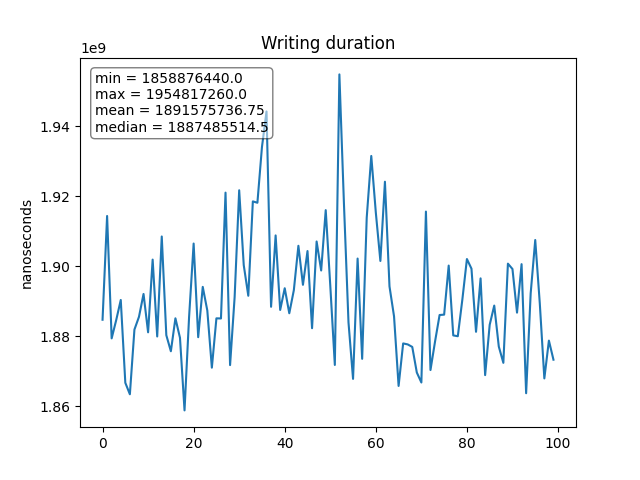 Writing duration
1e9
min = 1858876440.0
max = 1954817260.0
mean = 1891575736.75
median = 1887485514.5
nanoseconds
1.94
1.92
1.90
1.88
1.86
0 20 40 60 80 100